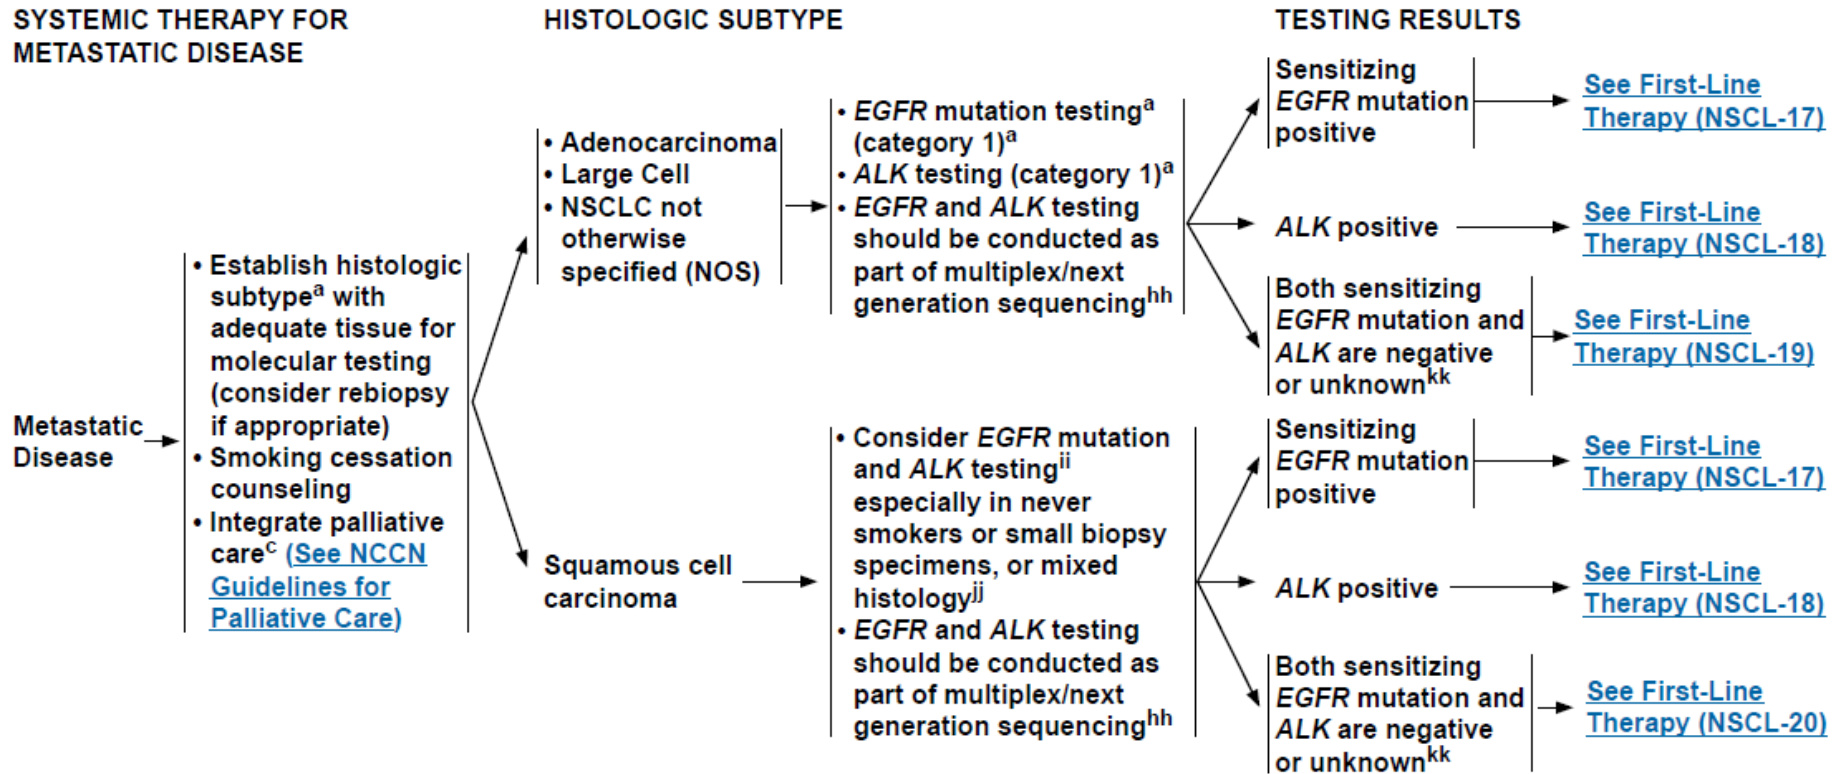 SYSTEMIC THERAPY FOR
METASTATIC DISEASE
HISTOLOGIC SUBTYPE
TESTING RESULTS
Metastatic
Disease
• Establish histologic
subtypeᵃ with
adequate tissue for
molecular testing
(consider rebiopsy
if appropriate)
• Smoking cessation
counseling
• Integrate palliative
careᶜ (See NCCN
Guidelines for
Palliative Care)
• Adenocarcinoma
• Large Cell
• NSCLC not
otherwise
specified (NOS)
• EGFR mutation testingᵃ
(category 1)ᵃ
• ALK testing (category 1)ᵃ
• EGFR and ALK testing
should be conducted as
part of multiplex/next
generation sequencingʰʰ
Sensitizing
EGFR mutation
positive
See First-Line
Therapy (NSCL-17)
ALK positive
See First-Line
Therapy (NSCL-18)
Both sensitizing
EGFR mutation and
ALK are negative
or unknownᵏᵏ
See First-Line
Therapy (NSCL-19)
Squamous cell
carcinoma
• Consider EGFR mutation
and ALK testingⁱⁱ
especially in never
smokers or small biopsy
specimens, or mixed
histologyʲʲ
• EGFR and ALK testing
should be conducted as
part of multiplex/next
generation sequencingʰʰ
Sensitizing
EGFR mutation
positive
See First-Line
Therapy (NSCL-17)
ALK positive
See First-Line
Therapy (NSCL-18)
Both sensitizing
EGFR mutation and
ALK are negative
or unknownᵏᵏ
See First-Line
Therapy (NSCL-20)